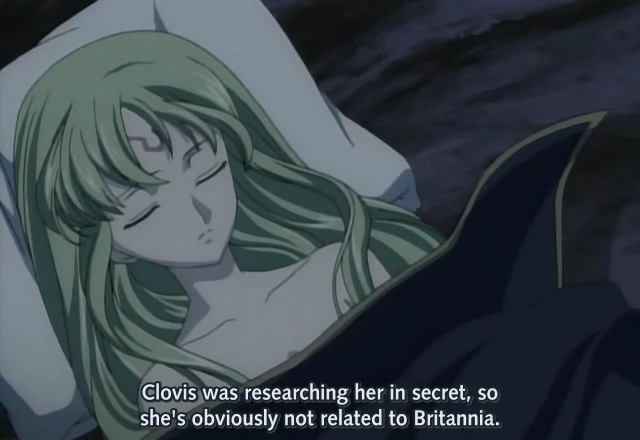 Clovis was researching her in secret, so
she's obviously not related to Britannia.